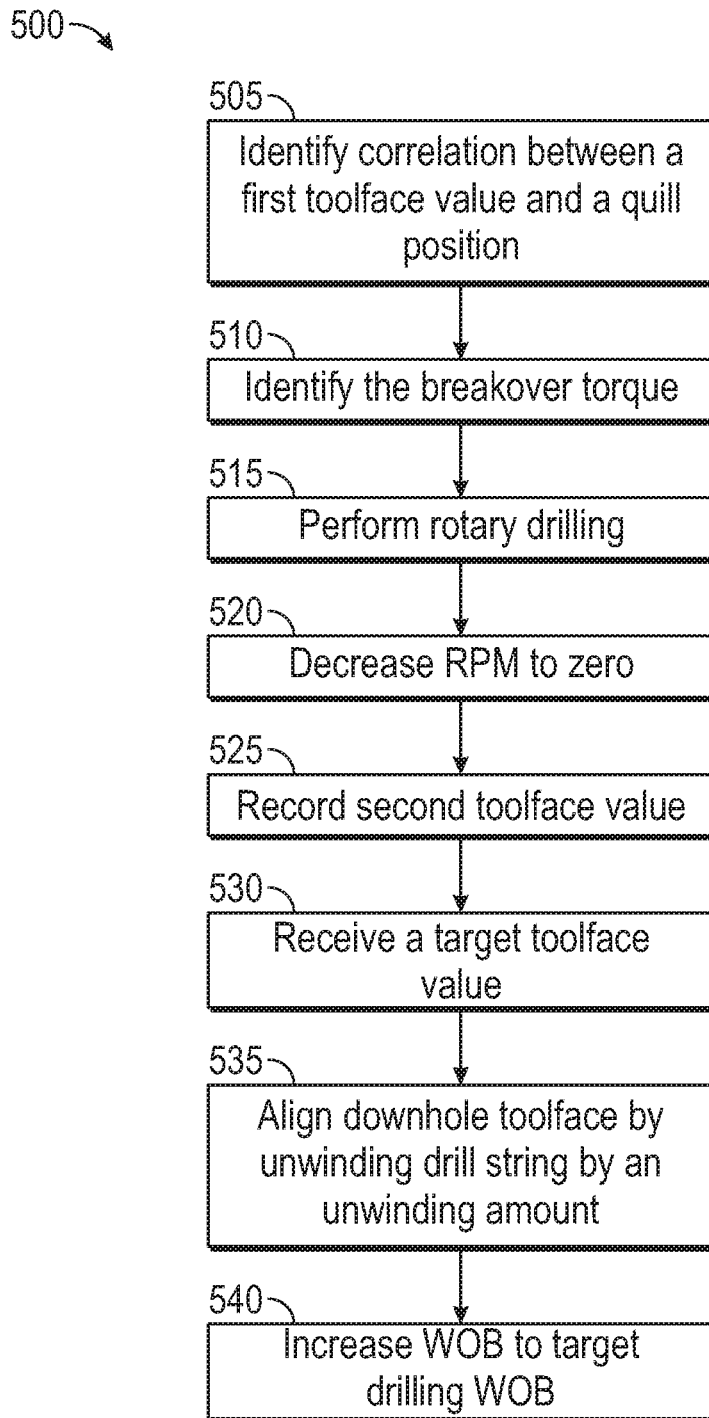 500
505
Identify correlation between a
first toolface value and a quill
position
510
Identify the breakover torque
515
Perform rotary drilling
520
Decrease RPM to zero
525
Record second toolface value
530
Receive a target toolface
value
535
Align downhole toolface by
unwinding drill string by an
unwinding amount
540
Increase WOB to target
drilling WOB